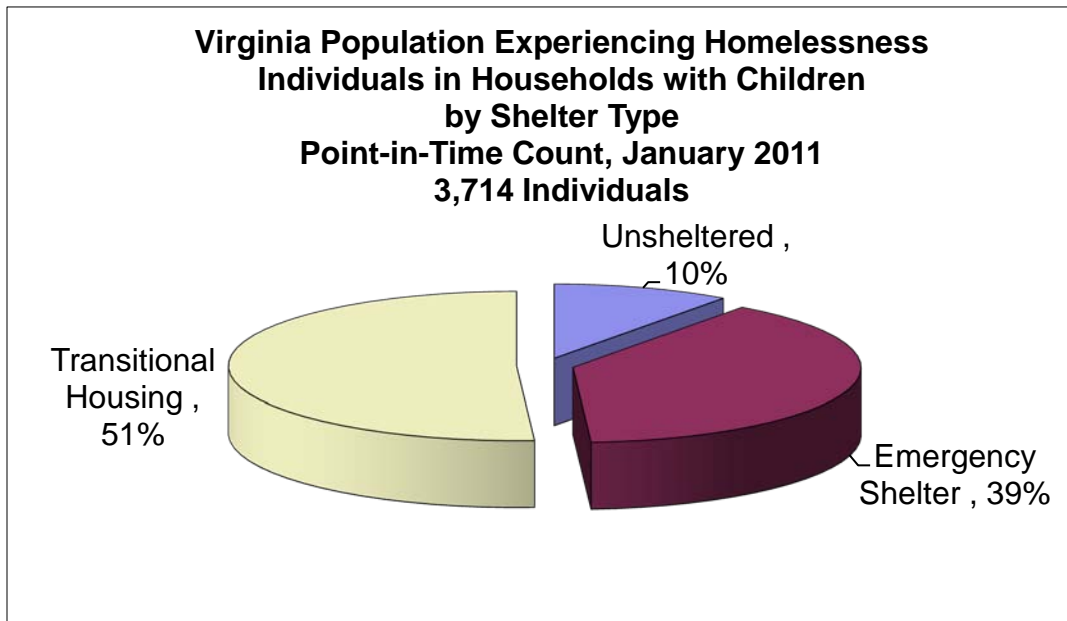 Virginia Population Experiencing Homelessness
Individuals in Households with Children
by Shelter Type
Point-in-Time Count, January 2011
3,714 Individuals
Unsheltered ,
10%
Transitional
Housing ,
51%
Emergency
Shelter , 39%